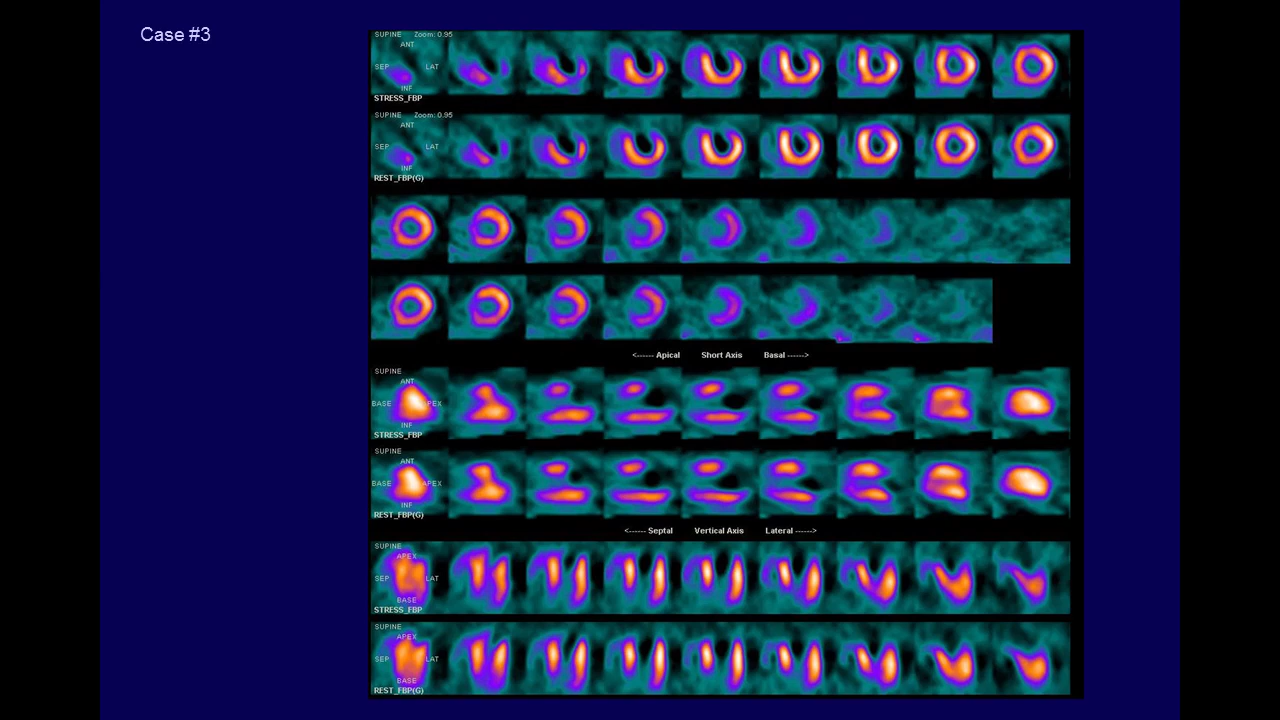 Case #3
SUPINE Zoom: 0.95
ANT
SEP LAT
INF
STRESS_FBP
SUPINE Zoom: 0.95
ANT
SEP LAT
INF
REST_FBP(G)
<------ Apical Short Axis Basal ------>
SUPINE
ANT
BASE APEX
INF
STRESS_FBP
SUPINE
ANT
BASE APEX
INF
REST_FBP(G)
<------ Septal Vertical Axis Lateral ------>
SUPINE
APEX
SEP LAT
BASE
STRESS_FBP
SUPINE
APEX
SEP LAT
BASE
REST_FBP(G)